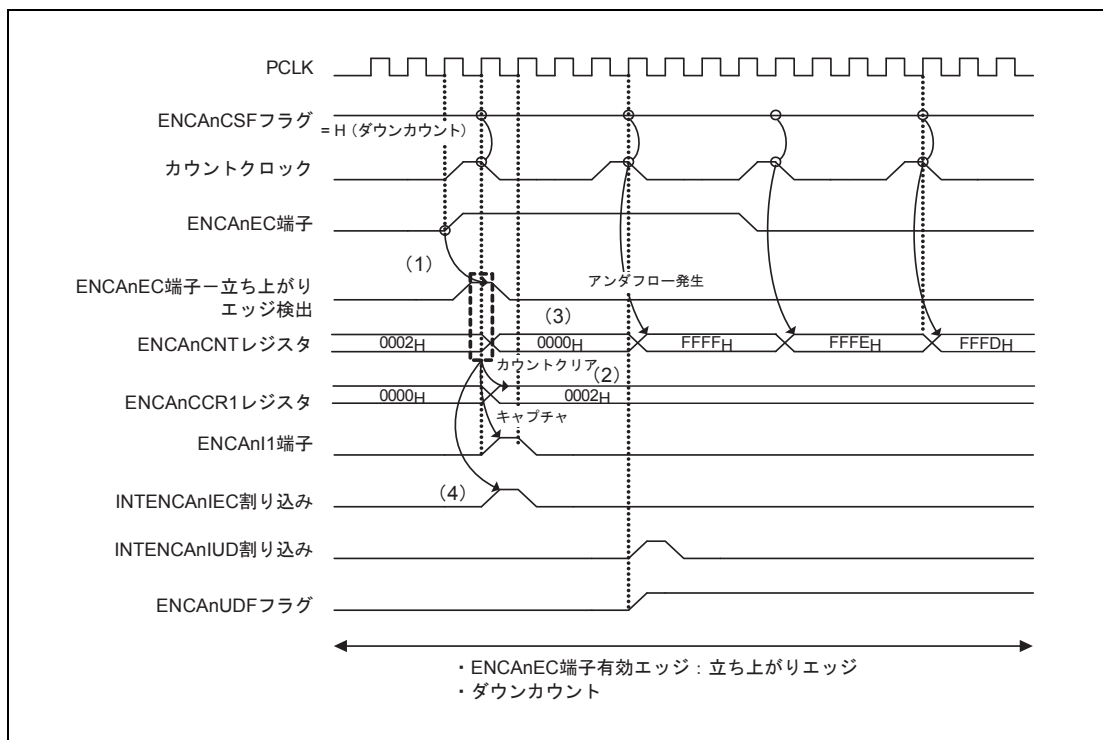 PCLK
ENCAnCSFフラグ
= H (ダウンカウント)
カウントクロック
ENCAnEC端子
(1)
ENCAnEC端子－立ち上がり
エッジ検出
アンダフロー発生
(3)
ENCAnCNTレジスタ
0002H
0000H
FFFFH
FFFEH
FFFDH
カウントクリア
(2)
ENCAnCCR1レジスタ
0000H
0002H
キャプチャ
ENCAnI1端子
(4)
INTENCAnIEC割り込み
INTENCAnIUD割り込み
ENCAnUDFフラグ
・ENCAnEC端子有効エッジ：立ち上がりエッジ
・ダウンカウント